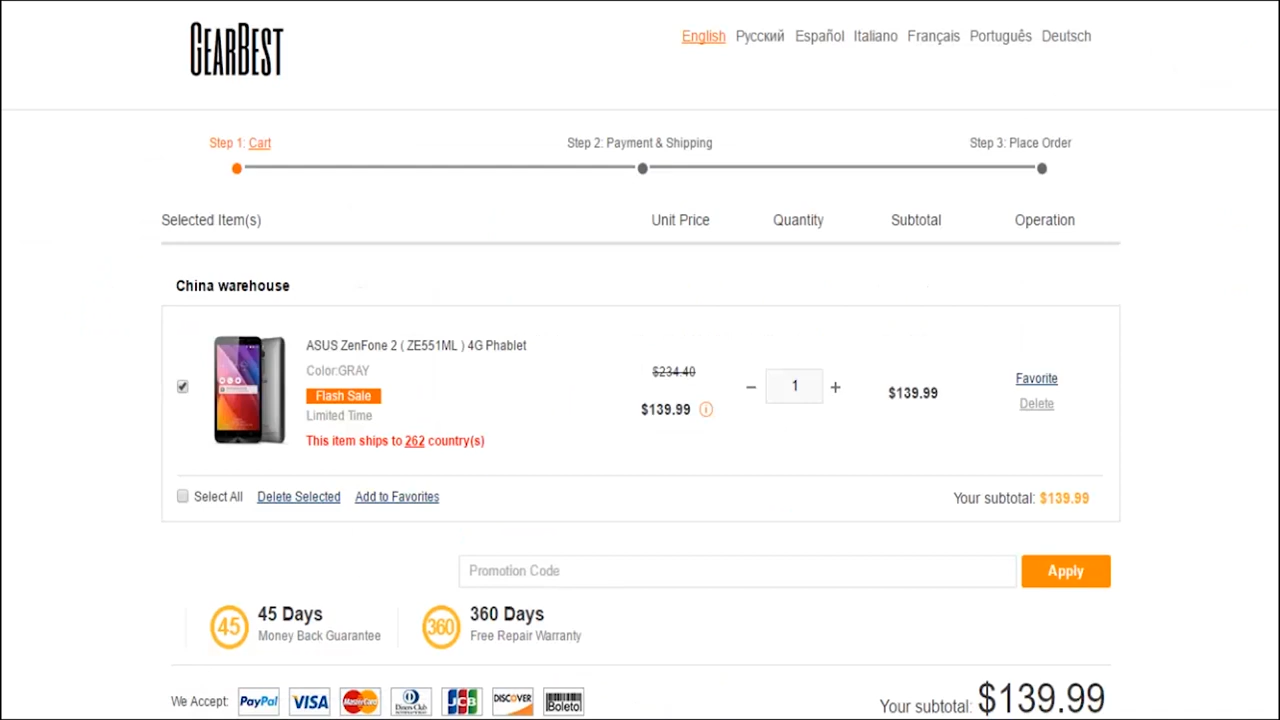 GEARBEST
English Русский Español Italiano Français Português Deutsch
Step 1: Cart Step 2: Payment & Shipping Step 3: Place Order
Selected Item(s) Unit Price Quantity Subtotal Operation
China warehouse
ASUS ZenFone 2 ( ZE551ML ) 4G Phablet
Color:GRAY
Flash Sale
Limited Time
This item ships to 262 country(s)
$234.40
$139.99
− 1 +
$139.99
Favorite
Delete
Select All Delete Selected Add to Favorites Your subtotal: $139.99
Promotion Code Apply
45 45 Days
Money Back Guarantee
360 360 Days
Free Repair Warranty
We Accept: PayPal VISA MasterCard Diners Club JCB DISCOVER Boleto
Your subtotal: $139.99